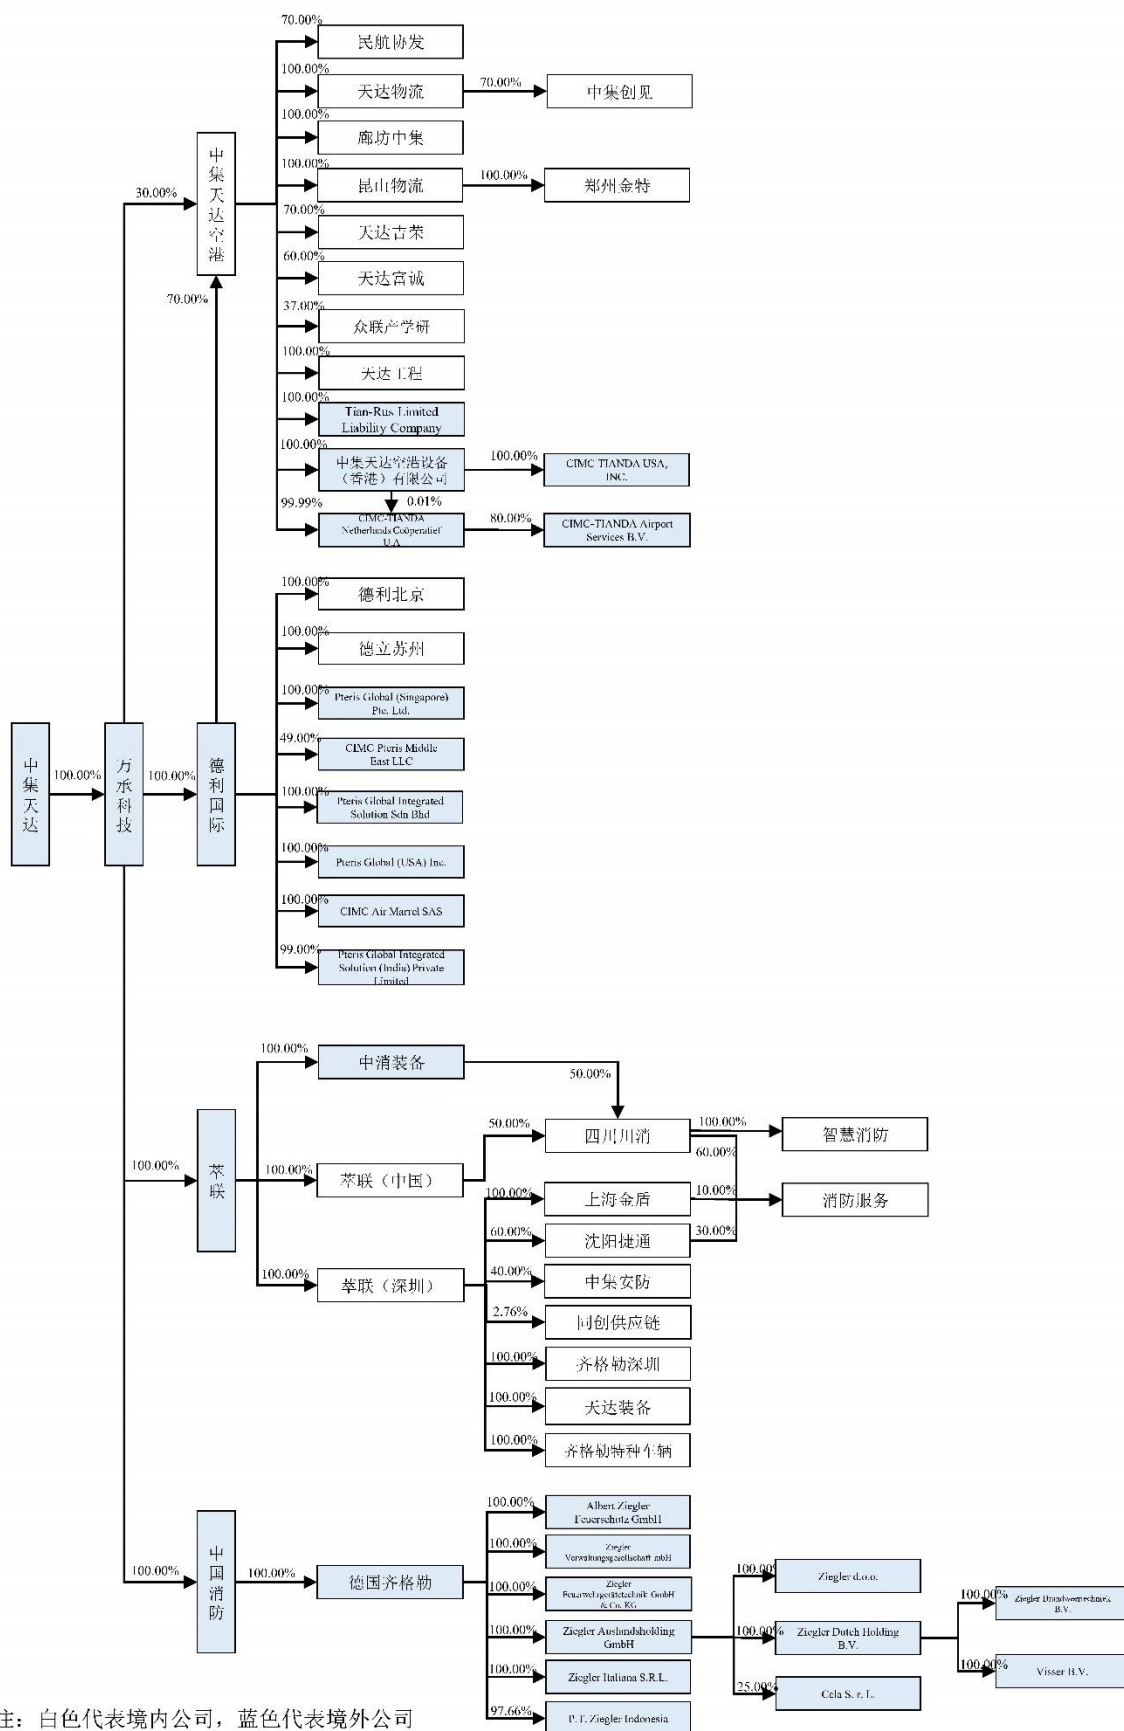 70.00%
民航协发
100.00%
天达物流
70.00%
中集创见
100.00%
廊坊中集
100.00%
昆山物流
100.00%
郑州金特
中集天达空港
30.00%
70.00%
天达吉荣
60.00%
天达富诚
70.00%
37.00%
众联产学研
100.00%
天达工程
100.00%
Tian-Rus Limited
Liability Company
100.00%
中集天达空港设备
（香港）有限公司
100.00%
CIMC TIANDA USA,
INC.
0.01%
99.99%
CIMC-TIANDA
Netherlands Coöperatief
U.A
80.00%
CIMC-TIANDA Airport
Services B.V.
100.00%
德利北京
100.00%
德立苏州
100.00%
Pteris Global (Singapore)
Pte. Ltd.
中集天达
100.00%
万承科技
100.00%
德利国际
49.00%
CIMC Pteris Middle
East LLC
100.00%
Pteris Global Integrated
Solution Sdn Bhd
100.00%
Pteris Global (USA) Inc.
100.00%
CIMC Air Marrel SAS
99.00%
Pteris Global Integrated
Solution (India) Private
Limited
100.00%
中消装备
50.00%
50.00%
四川川消
100.00%
智慧消防
100.00%
萃联
100.00%
萃联（中国）
60.00%
100.00%
上海金盾
10.00%
消防服务
60.00%
沈阳捷通
30.00%
100.00%
萃联（深圳）
40.00%
中集安防
2.76%
同创供应链
100.00%
齐格勒深圳
100.00%
天达装备
100.00%
齐格勒特种车辆
100.00%
Albert Ziegler
Feuerschutz GmbH
100.00%
Ziegler
Verwaltungsgesellschaft mbH
100.00%
中国消防
100.00%
德国齐格勒
100.00%
Ziegler
Feuerwehrgerätetechnik GmbH
& Co. KG
100.00%
Ziegler d.o.o.
100.00%
Ziegler Auslandsholding
GmbH
100.00%
Ziegler Dutch Holding
B.V.
100.00%
Ziegler Brandweertechniek
B.V.
100.00%
Visser B.V.
100.00%
Ziegler Italiana S.R.L.
25.00%
Cela S. r. L.
97.66%
P. T. Ziegler Indonesia
注：白色代表境内公司，蓝色代表境外公司